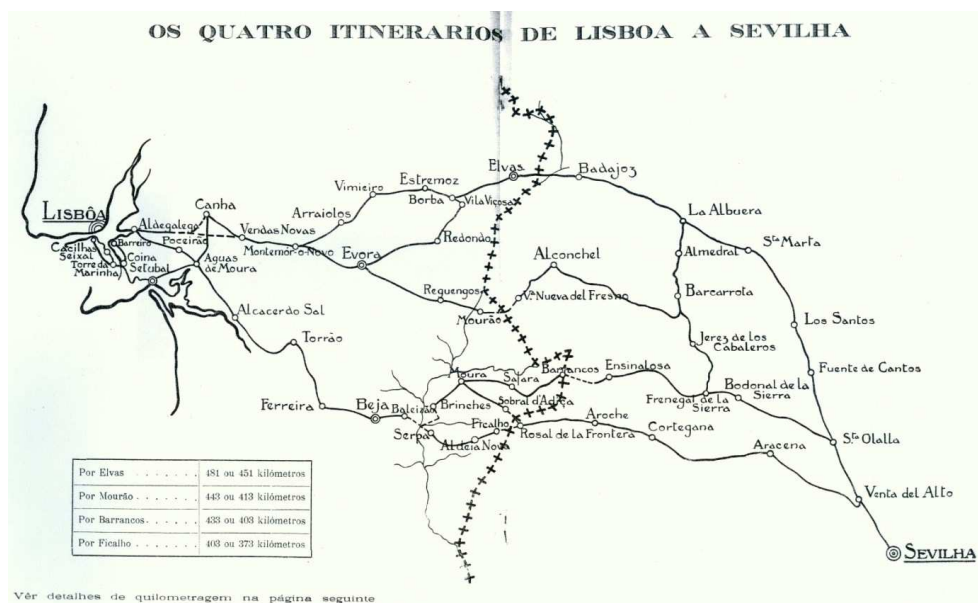 OS QUATRO ITINERARIOS DE LISBOA A SEVILHA
LISBÔA
Aldegalega
Canha
Cacilhas
Seixal
Barreiro
Poceirão
Torre da
Marinha
Coina
Setubal
Aguas
de Moura
Vendas Novas
Montemór-o-Novo
Arraiolos
Vimieiro
Estremoz
Borba
Vila Viçosa
Elvas
Badajoz
Redondo
Evora
Reguengos
Mourão
Alconchel
Vª Nueva del Fresno
La Albuera
Stª Marta
Almedral
Barcarrota
Jerez de los
Cabaleros
Los Santos
Fuente de Cantos
Alcacer do Sal
Torrão
Ferreira
Beja
Baleizão
Moura
Safara
Barrancos
Ensinalosa
Brinches
Sobral d'Adiça
Frenegal de la
Sierra
Bodonal de la
Sierra
Serpa
Aldeia Nova
Ficalho
Rosal de la Frontera
Aroche
Cortegana
Aracena
Stº Olalla
Venta del Alto
SEVILHA
Por Elvas . . . . . . . 481 ou 451 kilómetros
Por Mourão . . . . . . 443 ou 413 kilómetros
Por Barrancos . . . . . 433 ou 403 kilómetros
Por Ficalho . . . . . . 403 ou 373 kilómetros
Vêr detalhes de quilometragem na página seguinte